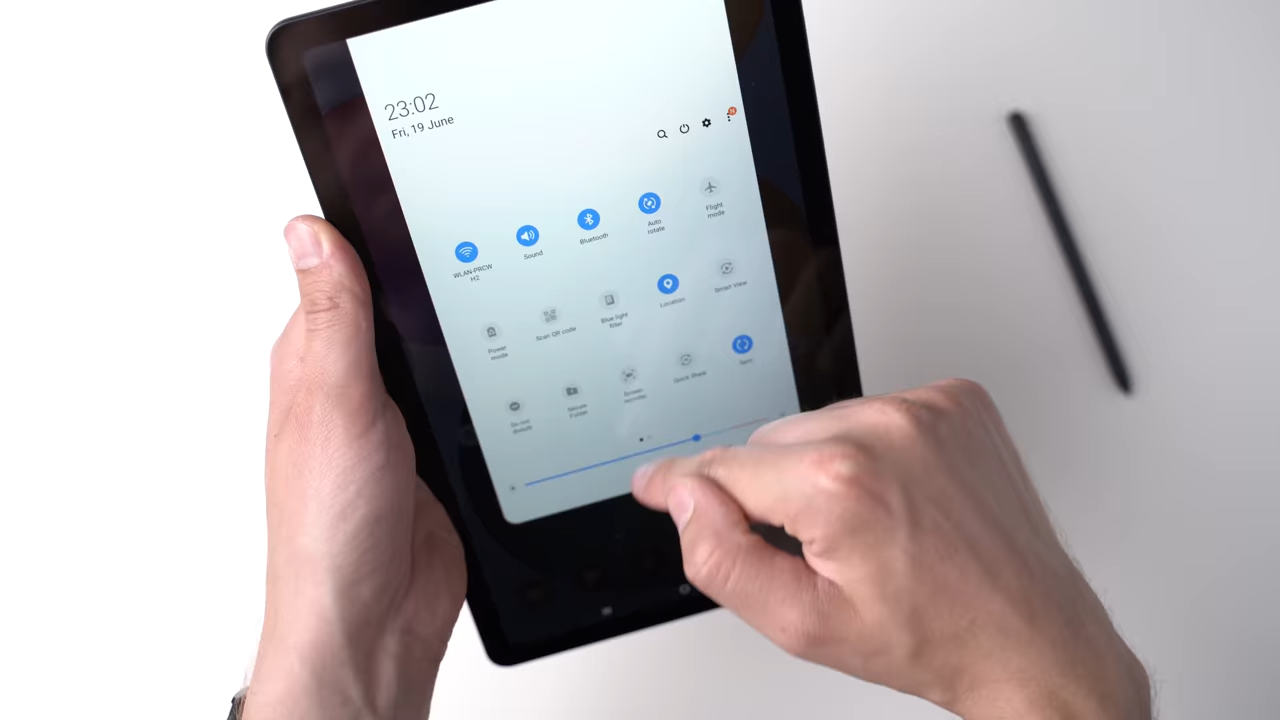 23:02
Fri, 19 June
WLAN-PRCW
H2
Sound
Bluetooth
Auto
rotate
Flight
mode
Power
mode
Scan QR code
Blue light
filter
Location
Smart View
Do not
disturb
Secure
Folder
Screen
recorder
Quick Share
Sync